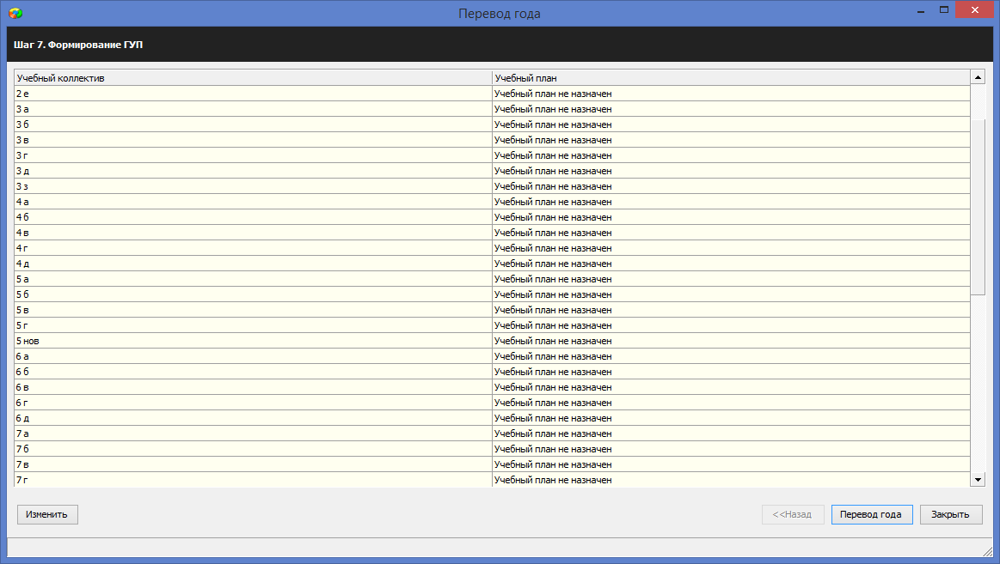 Перевод года
Шаг 7. Формирование ГУП
Учебный коллектив Учебный план
2 е Учебный план не назначен
3 а Учебный план не назначен
3 б Учебный план не назначен
3 в Учебный план не назначен
3 г Учебный план не назначен
3 д Учебный план не назначен
3 з Учебный план не назначен
4 а Учебный план не назначен
4 б Учебный план не назначен
4 в Учебный план не назначен
4 г Учебный план не назначен
4 д Учебный план не назначен
5 а Учебный план не назначен
5 б Учебный план не назначен
5 в Учебный план не назначен
5 г Учебный план не назначен
5 нов Учебный план не назначен
6 а Учебный план не назначен
6 б Учебный план не назначен
6 в Учебный план не назначен
6 г Учебный план не назначен
6 д Учебный план не назначен
7 а Учебный план не назначен
7 б Учебный план не назначен
7 в Учебный план не назначен
7 г Учебный план не назначен
Изменить <<Назад Перевод года Закрыть